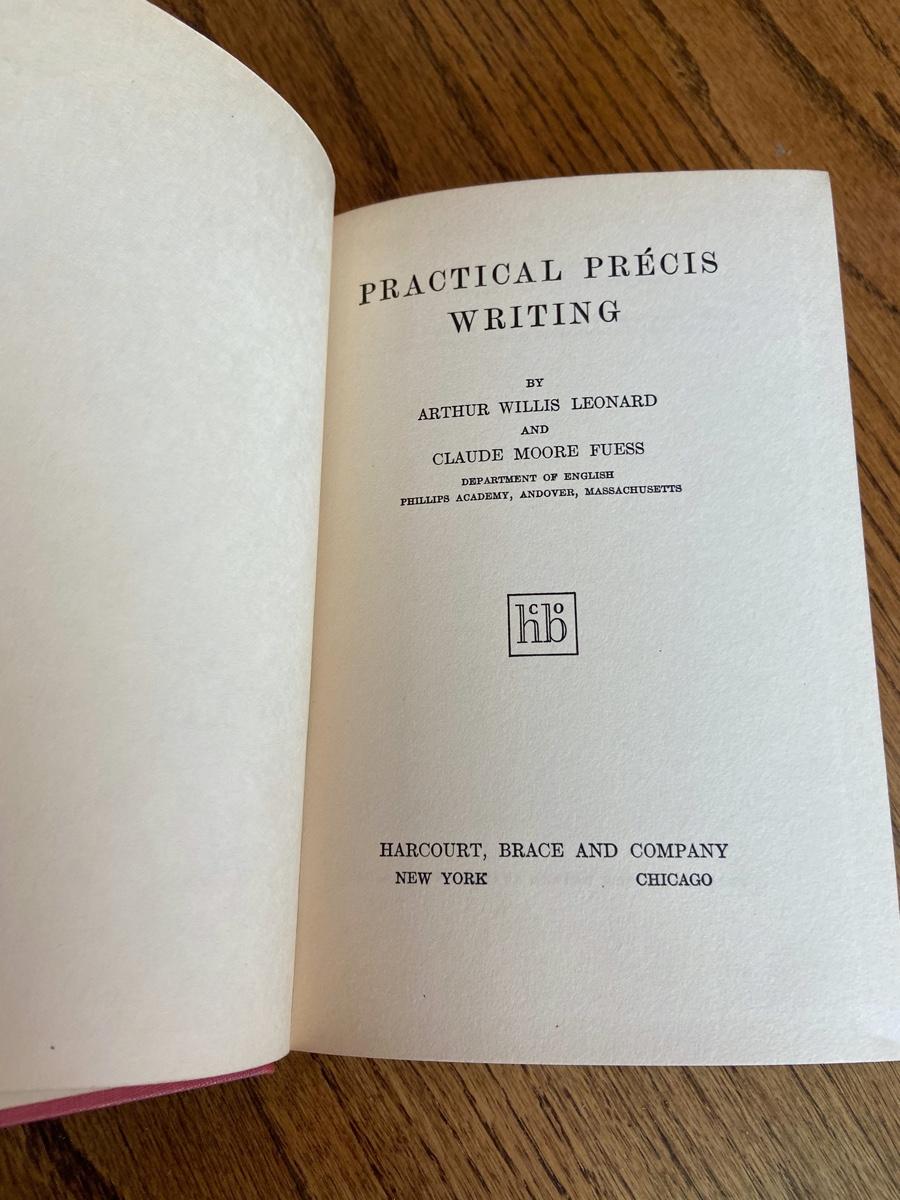 PRACTICAL PRÉCIS
WRITING
BY
ARTHUR WILLIS LEONARD
AND
CLAUDE MOORE FUESS
DEPARTMENT OF ENGLISH
PHILLIPS ACADEMY, ANDOVER, MASSACHUSETTS
hcbo
HARCOURT, BRACE AND COMPANY
NEW YORK CHICAGO